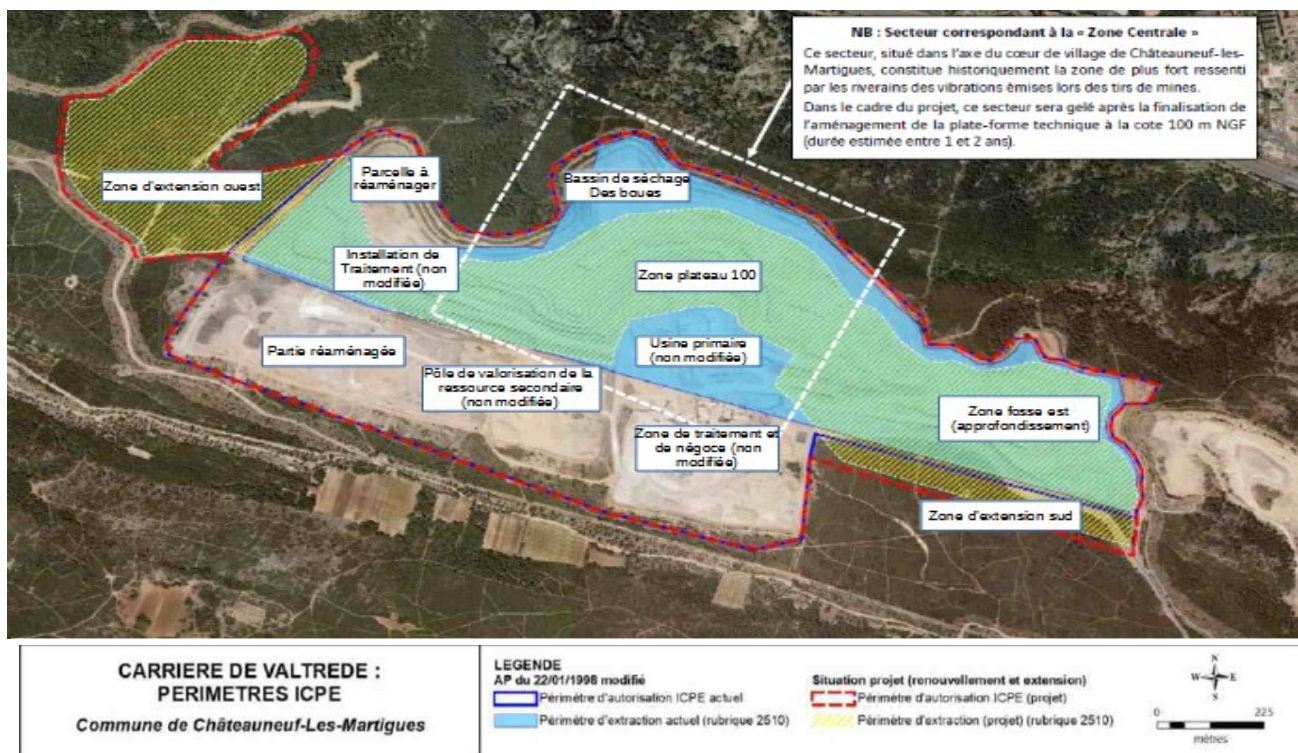 NB : Secteur correspondant à la « Zone Centrale »
Ce secteur, situé dans l'axe du cœur de village de Châteauneuf-les-
Martigues, constitue historiquement la zone de plus fort ressenti
par les riverains des vibrations émises lors des tirs de mines.
Dans le cadre du projet, ce secteur sera gelé après la finalisation de
l'aménagement de la plate-forme technique à la cote 100 m NGF
(durée estimée entre 1 et 2 ans).
Zone d'extension ouest
Parcelle à
réaménager
Bassin de séchage
Des boues
Installation de
Traitement (non
modifiée)
Zone plateau 100
Partie réaménagée
Usine primaire
(non modifiée)
Pôle de valorisation de la
ressource secondaire
(non modifiée)
Zone de traitement et
de négoce (non
modifiée)
Zone fosse est
(approfondissement)
Zone d'extension sud
CARRIERE DE VALTREDE :
PERIMETRES ICPE
Commune de Châteauneuf-Les-Martigues
LEGENDE
AP du 22/01/1998 modifié
Périmètre d'autorisation ICPE actuel
Périmètre d'extraction actuel (rubrique 2510)
Situation projet (renouvellement et extension)
Périmètre d'autorisation ICPE (projet)
Périmètre d'extraction (projet) (rubrique 2510)
N
W E
S
0 225
mètres